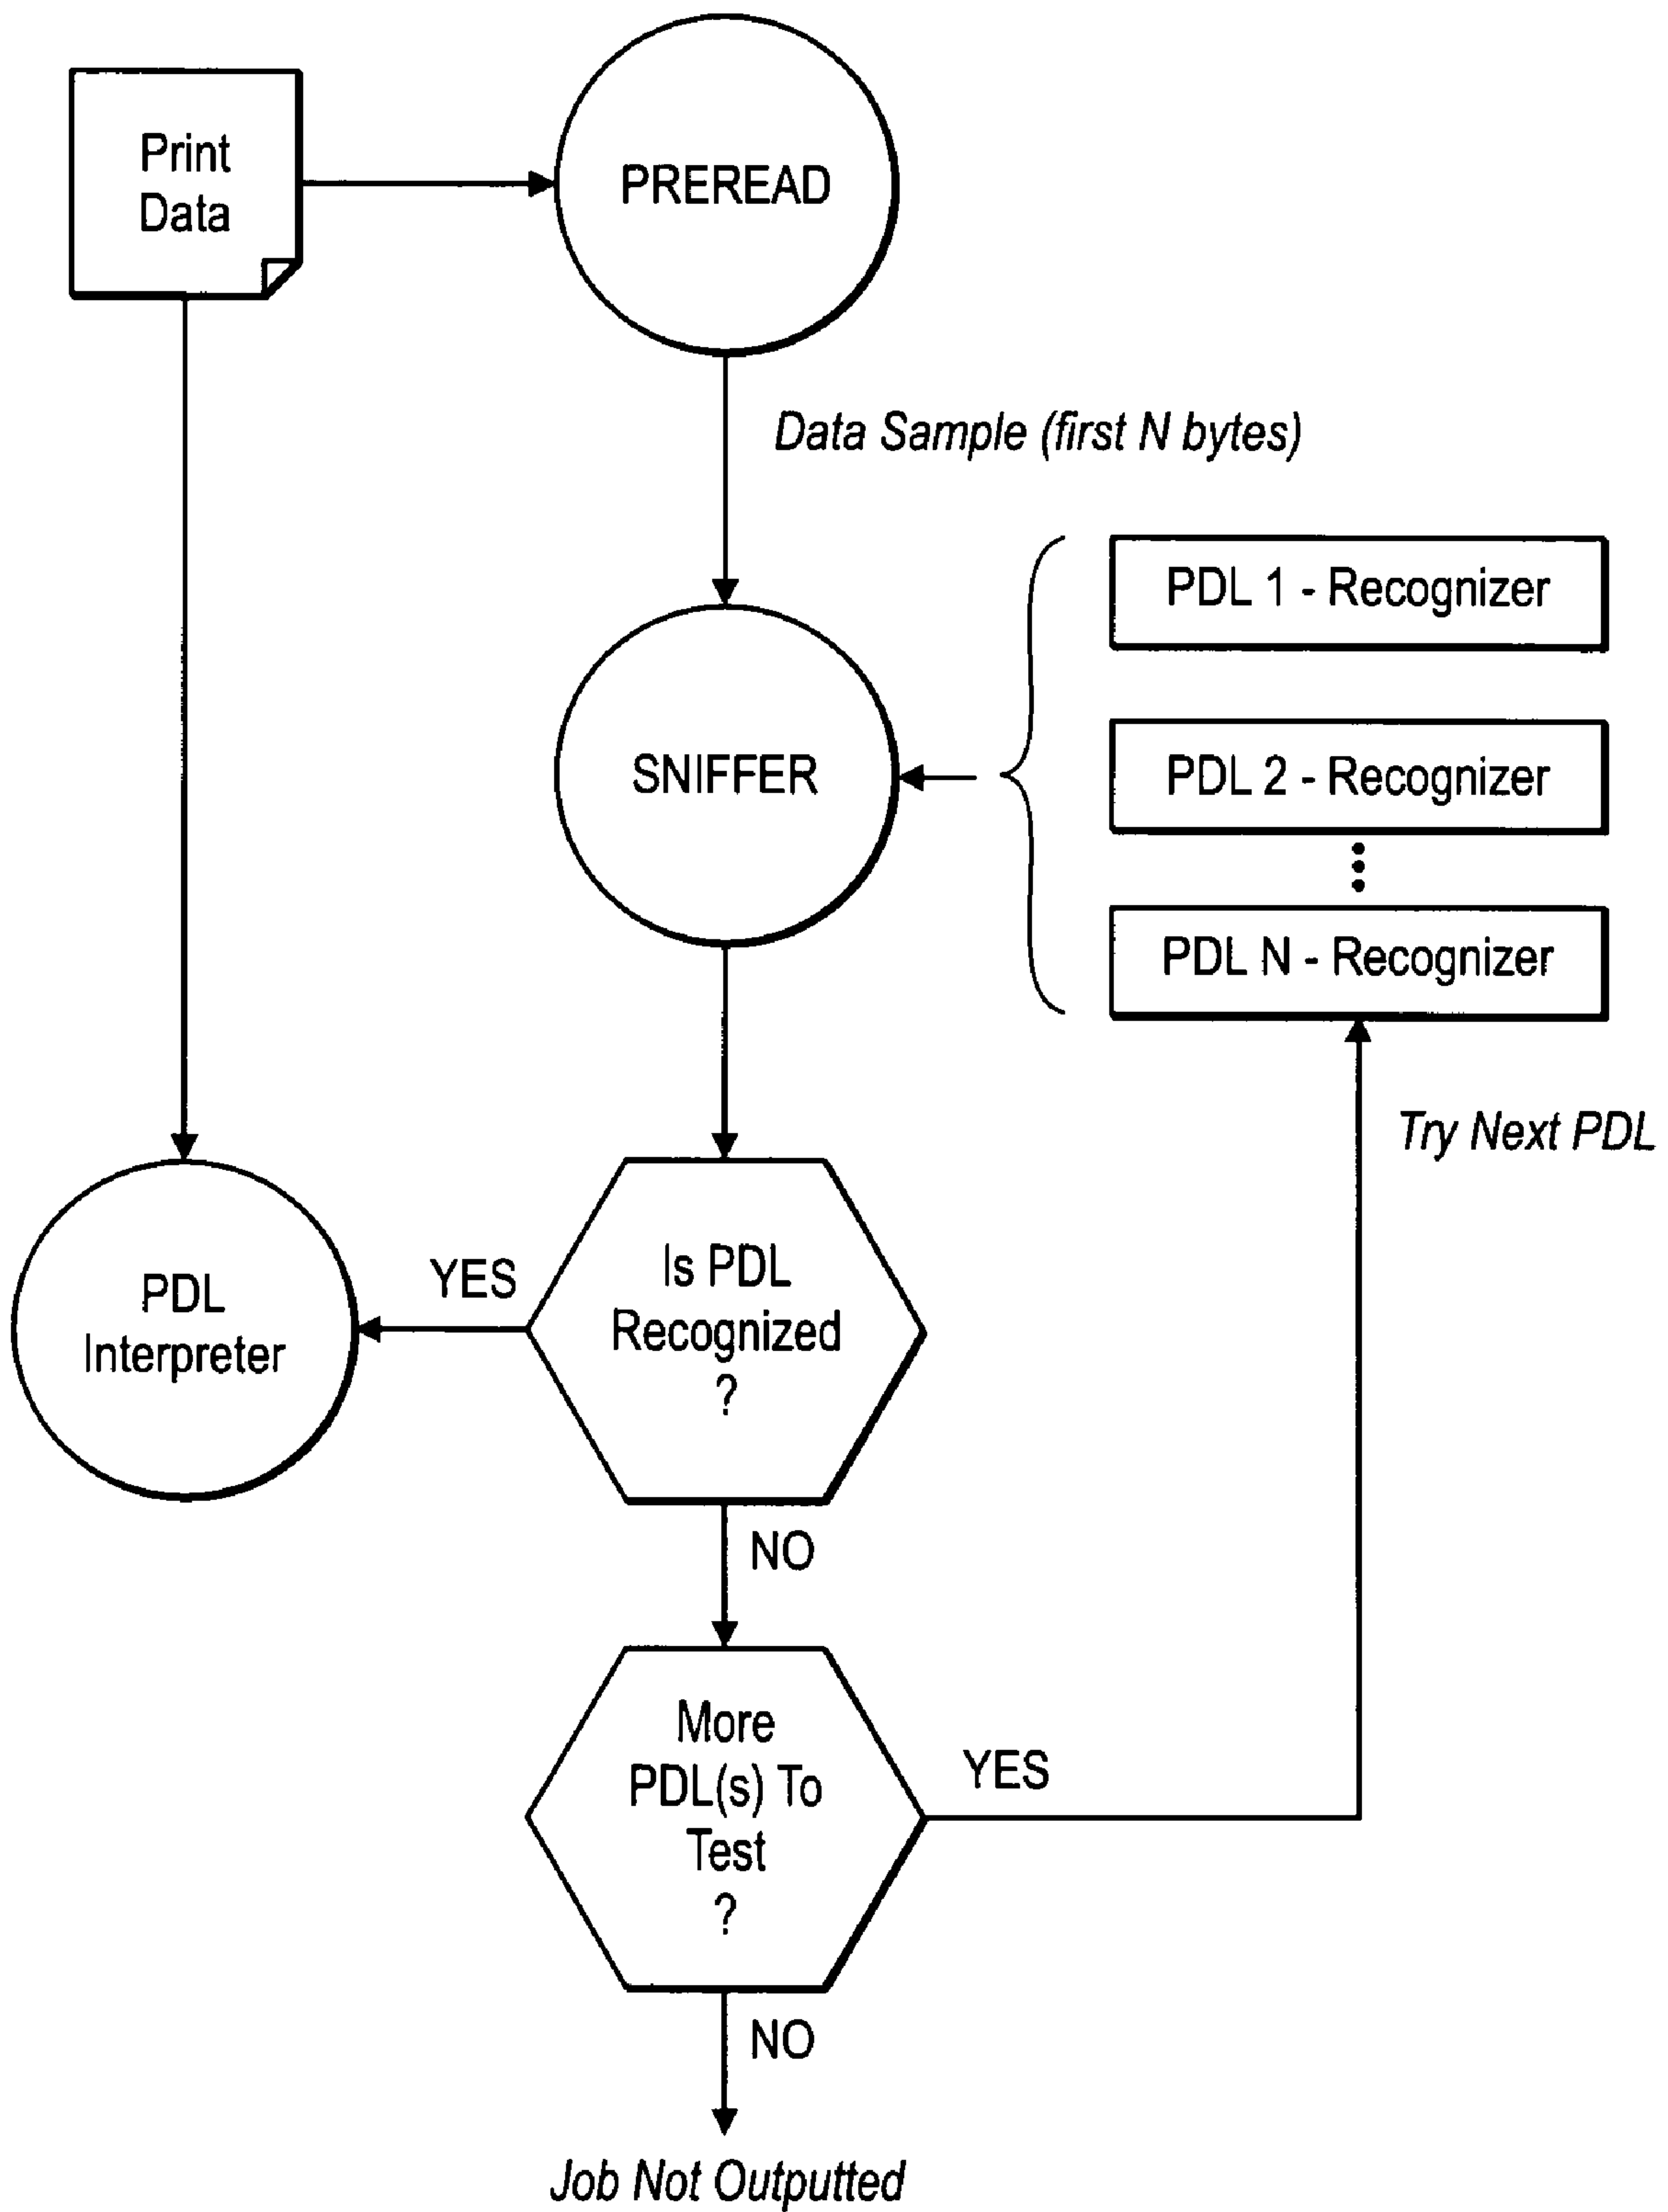 Print
Data
PREREAD
Data Sample (first N bytes)
PDL 1 - Recognizer
SNIFFER
PDL 2 - Recognizer
PDL N - Recognizer
Try Next PDL
PDL
Interpreter
YES
Is PDL
Recognized
?
NO
More
PDL(s) To
Test
?
YES
NO
Job Not Outputted